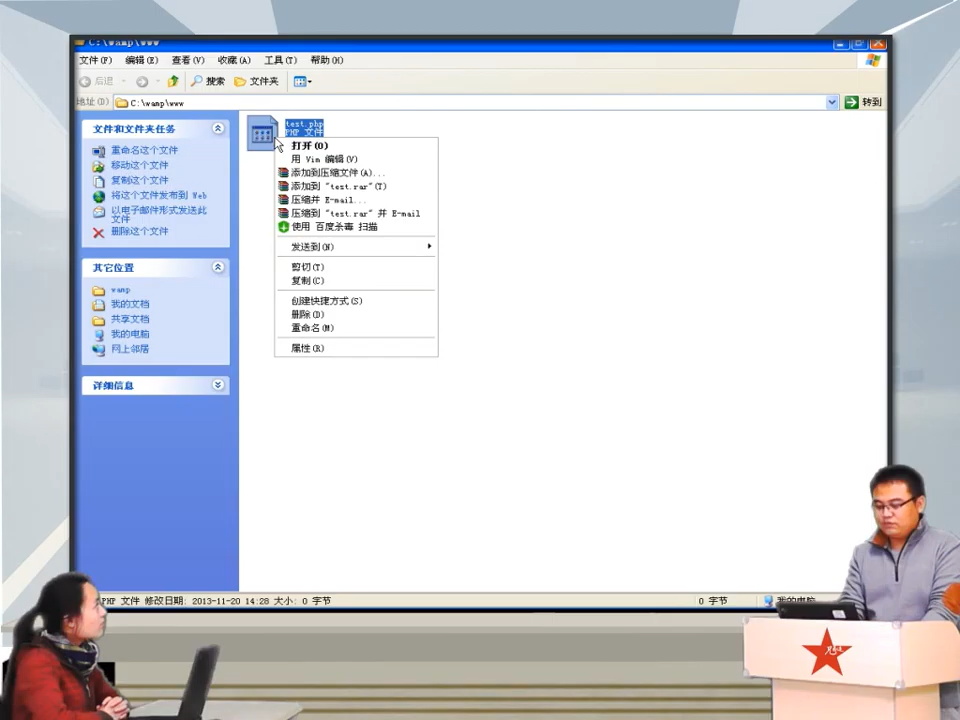 C:\wamp\www
文件(F) 编辑(E) 查看(V) 收藏(A) 工具(T) 帮助(H)
后退 搜索 文件夹
地址(D) C:\wamp\www 转到
文件和文件夹任务
重命名这个文件
移动这个文件
复制这个文件
将这个文件发布到 Web
以电子邮件形式发送此
文件
删除这个文件
其它位置
wamp
我的文档
共享文档
我的电脑
网上邻居
详细信息
test.php
PHP 文件
打开(O)
用 Vim 编辑(V)
添加到压缩文件(A)...
添加到 "test.rar"(T)
压缩并 E-mail...
压缩到 "test.rar" 并 E-mail
使用 百度杀毒 扫描
发送到(N)
剪切(T)
复制(C)
创建快捷方式(S)
删除(D)
重命名(M)
属性(R)
PHP 文件 修改日期: 2013-11-20 14:28 大小: 0 字节 0 字节 我的电脑